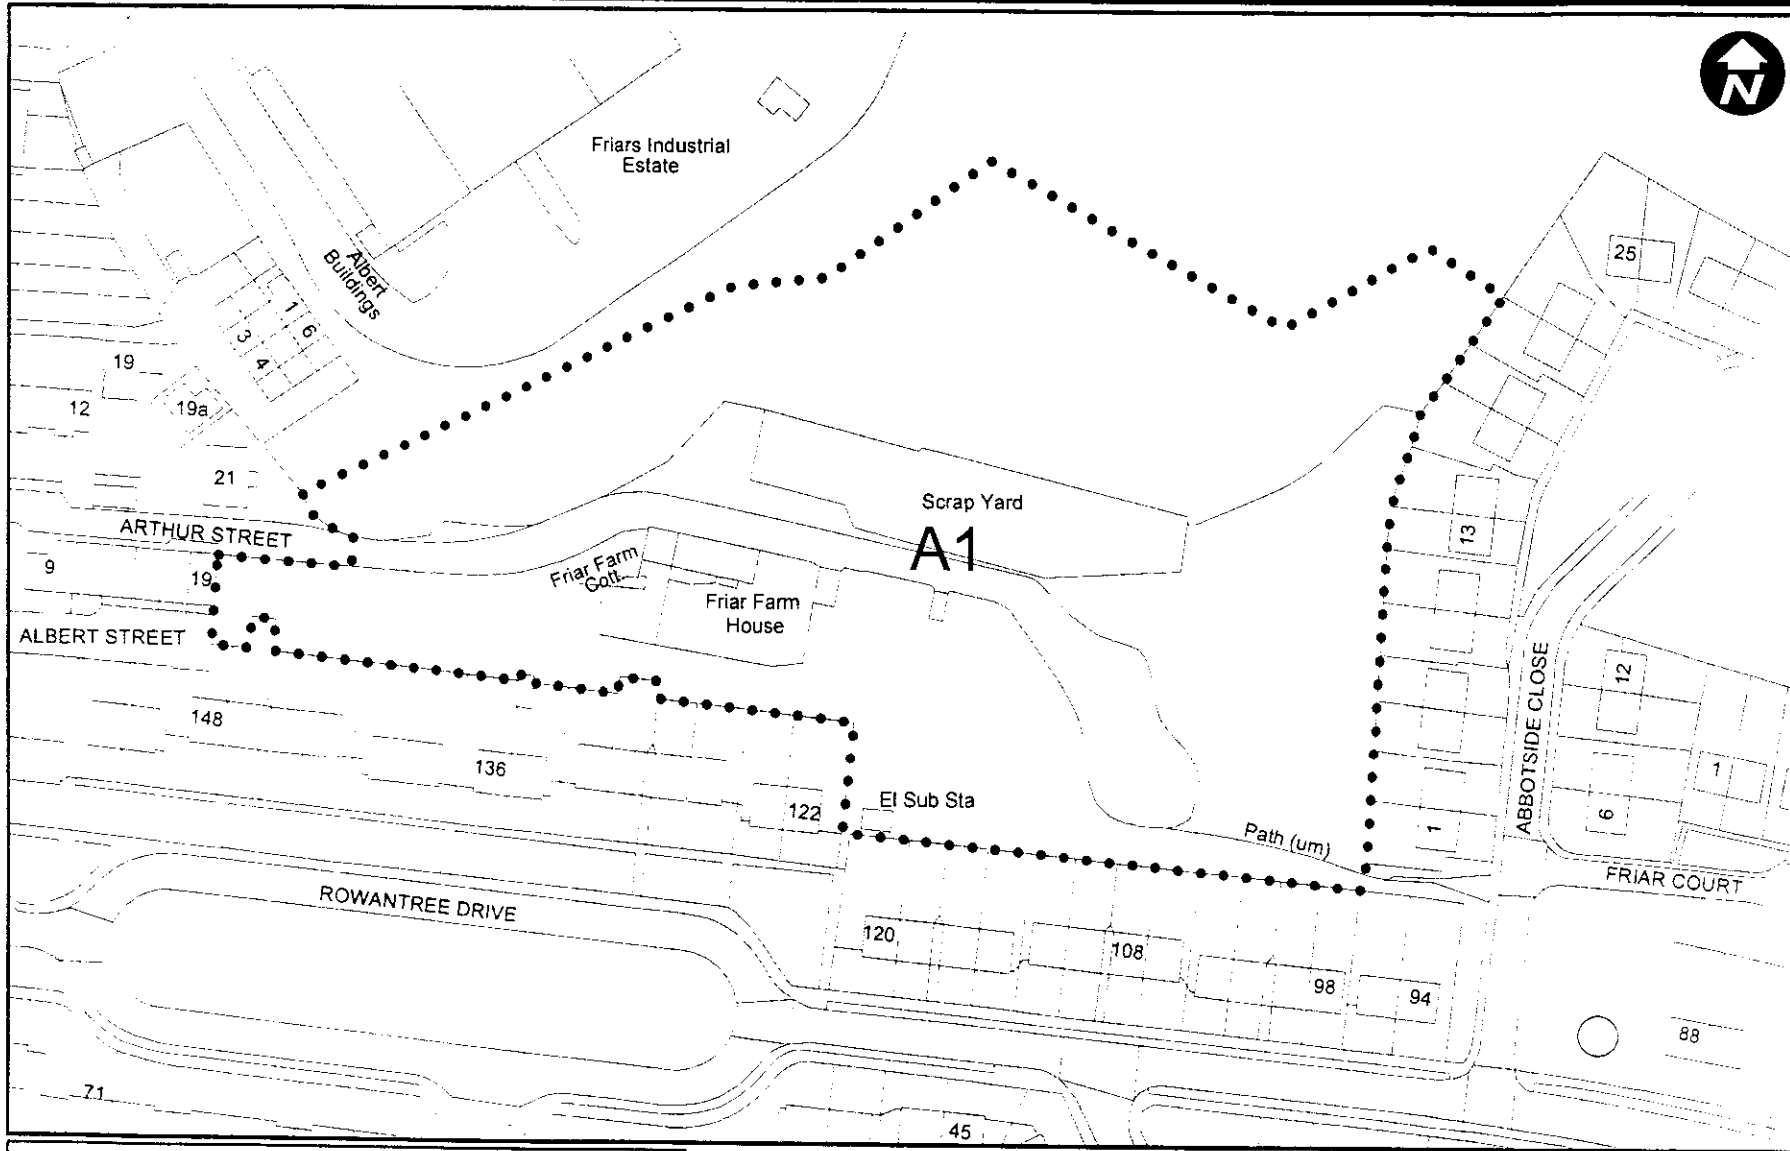 N
Friars Industrial
Estate
25
Albert
Buildings
1
6
3
4
19
12
19a
21
Scrap Yard
A1
13
ARTHUR STREET
9
19
Friar Farm
Cott
Friar Farm
House
ALBERT STREET
ABBOTSIDE CLOSE
12
148
136
122
El Sub Sta
1
6
1
Path (um)
FRIAR COURT
ROWANTREE DRIVE
120
108
98
94
88
71
45